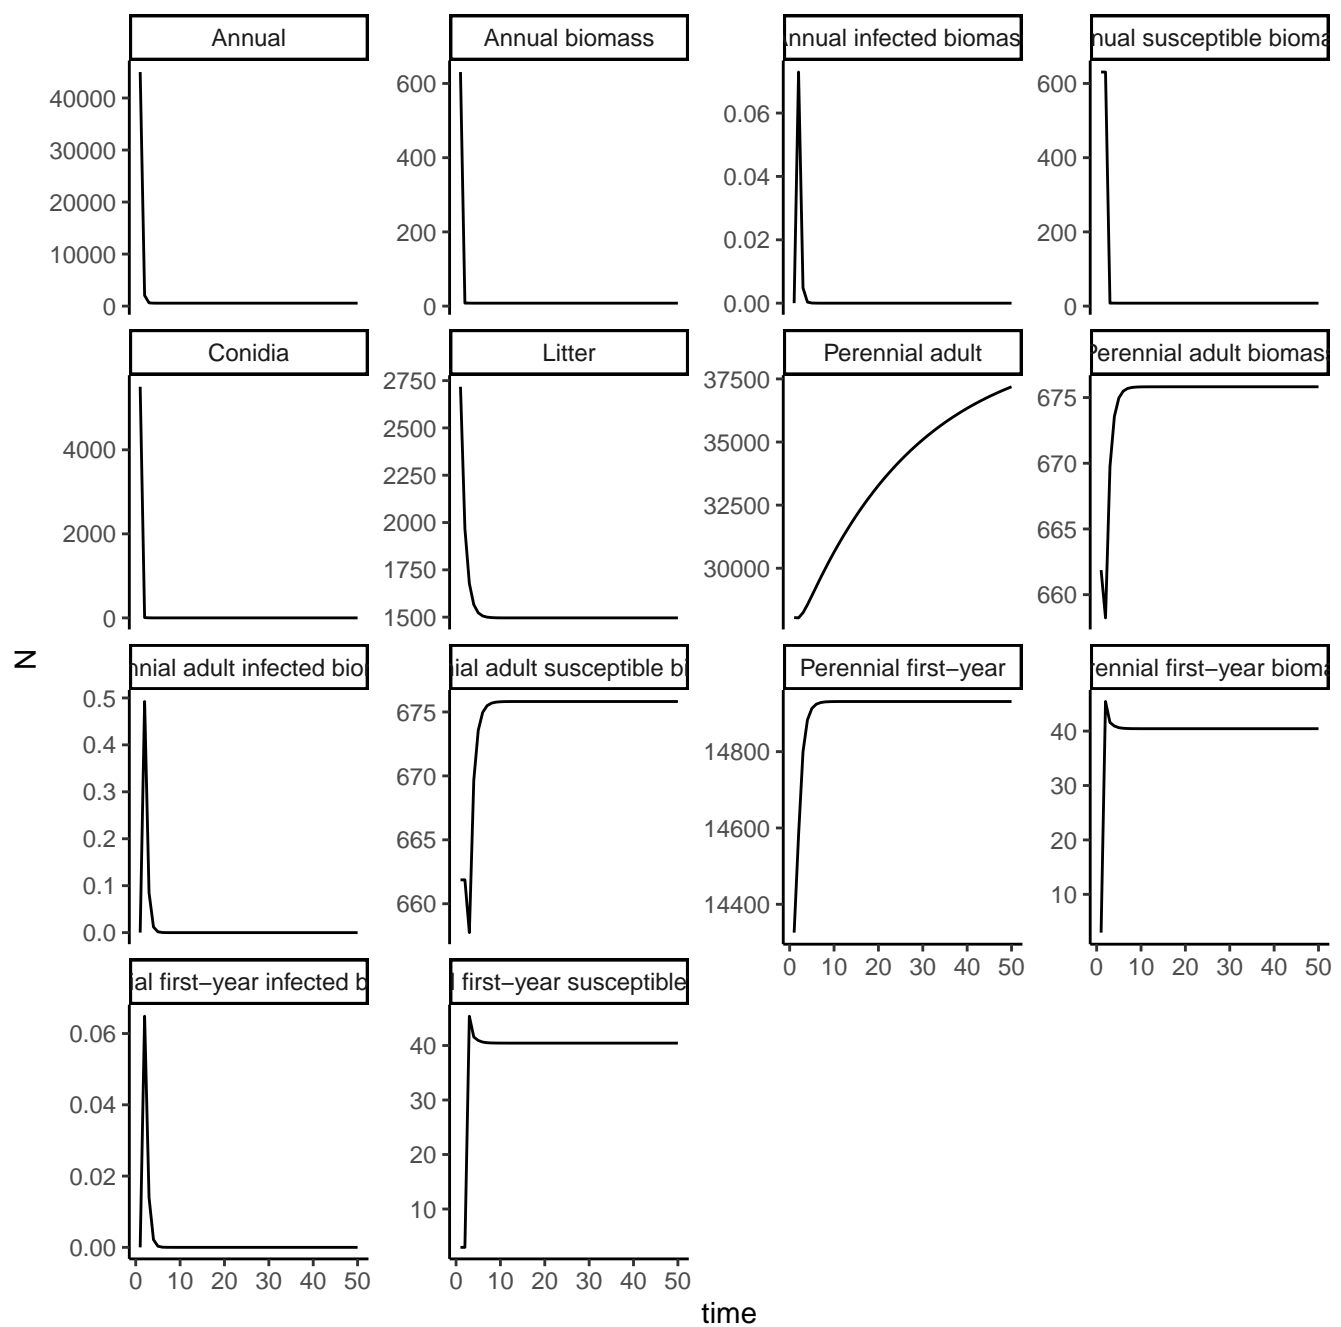 Annual
Annual biomass
nnual infected biomas
nual susceptible bioma
40000
30000
20000
10000
0
600
400
200
0
0.06
0.04
0.02
0.00
600
400
200
0
Conidia
Litter
Perennial adult
Perennial adult biomas
4000
2000
0
2750
2500
2250
2000
1750
1500
37500
35000
32500
30000
675
670
665
660
N
nnial adult infected bio
ial adult susceptible bi
Perennial first−year
rennial first−year bioma
0.5
0.4
0.3
0.2
0.1
0.0
675
670
665
660
14800
14600
14400
40
30
20
10
0 10 20 30 40 50
0 10 20 30 40 50
ial first−year infected b
l first−year susceptible
0.06
0.04
0.02
0.00
40
30
20
10
0 10 20 30 40 50
0 10 20 30 40 50
time